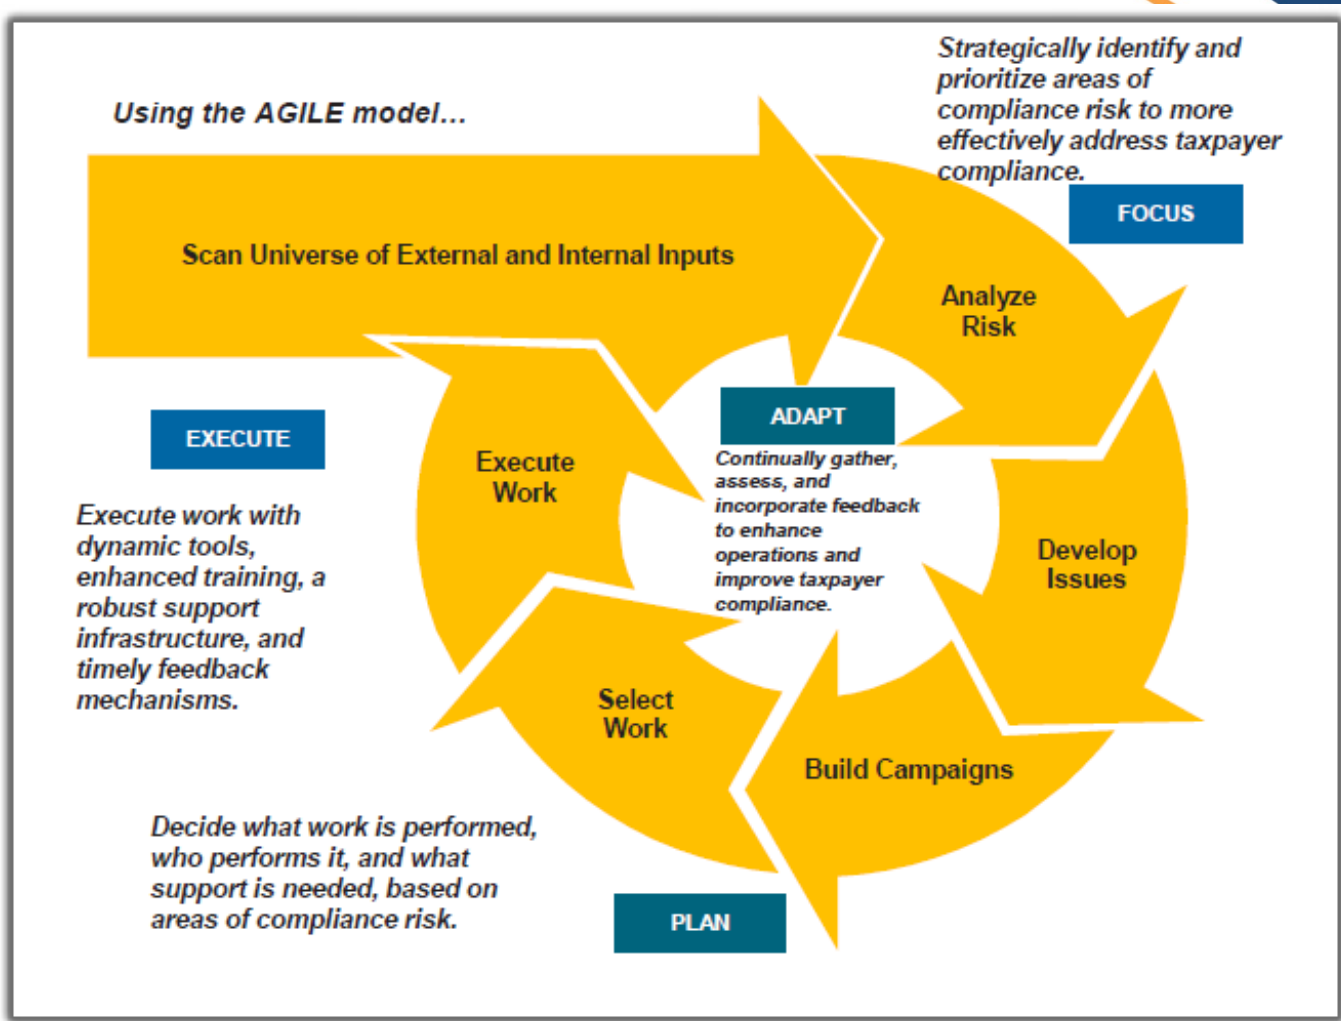 Using the AGILE model...
Strategically identify and
prioritize areas of
compliance risk to more
effectively address taxpayer
compliance.
FOCUS
Scan Universe of External and Internal Inputs
Analyze
Risk
ADAPT
Continually gather,
assess, and
incorporate feedback
to enhance
operations and
improve taxpayer
compliance.
EXECUTE
Execute work with
dynamic tools,
enhanced training, a
robust support
infrastructure, and
timely feedback
mechanisms.
Execute
Work
Develop
Issues
Select
Work
Build Campaigns
Decide what work is performed,
who performs it, and what
support is needed, based on
areas of compliance risk.
PLAN